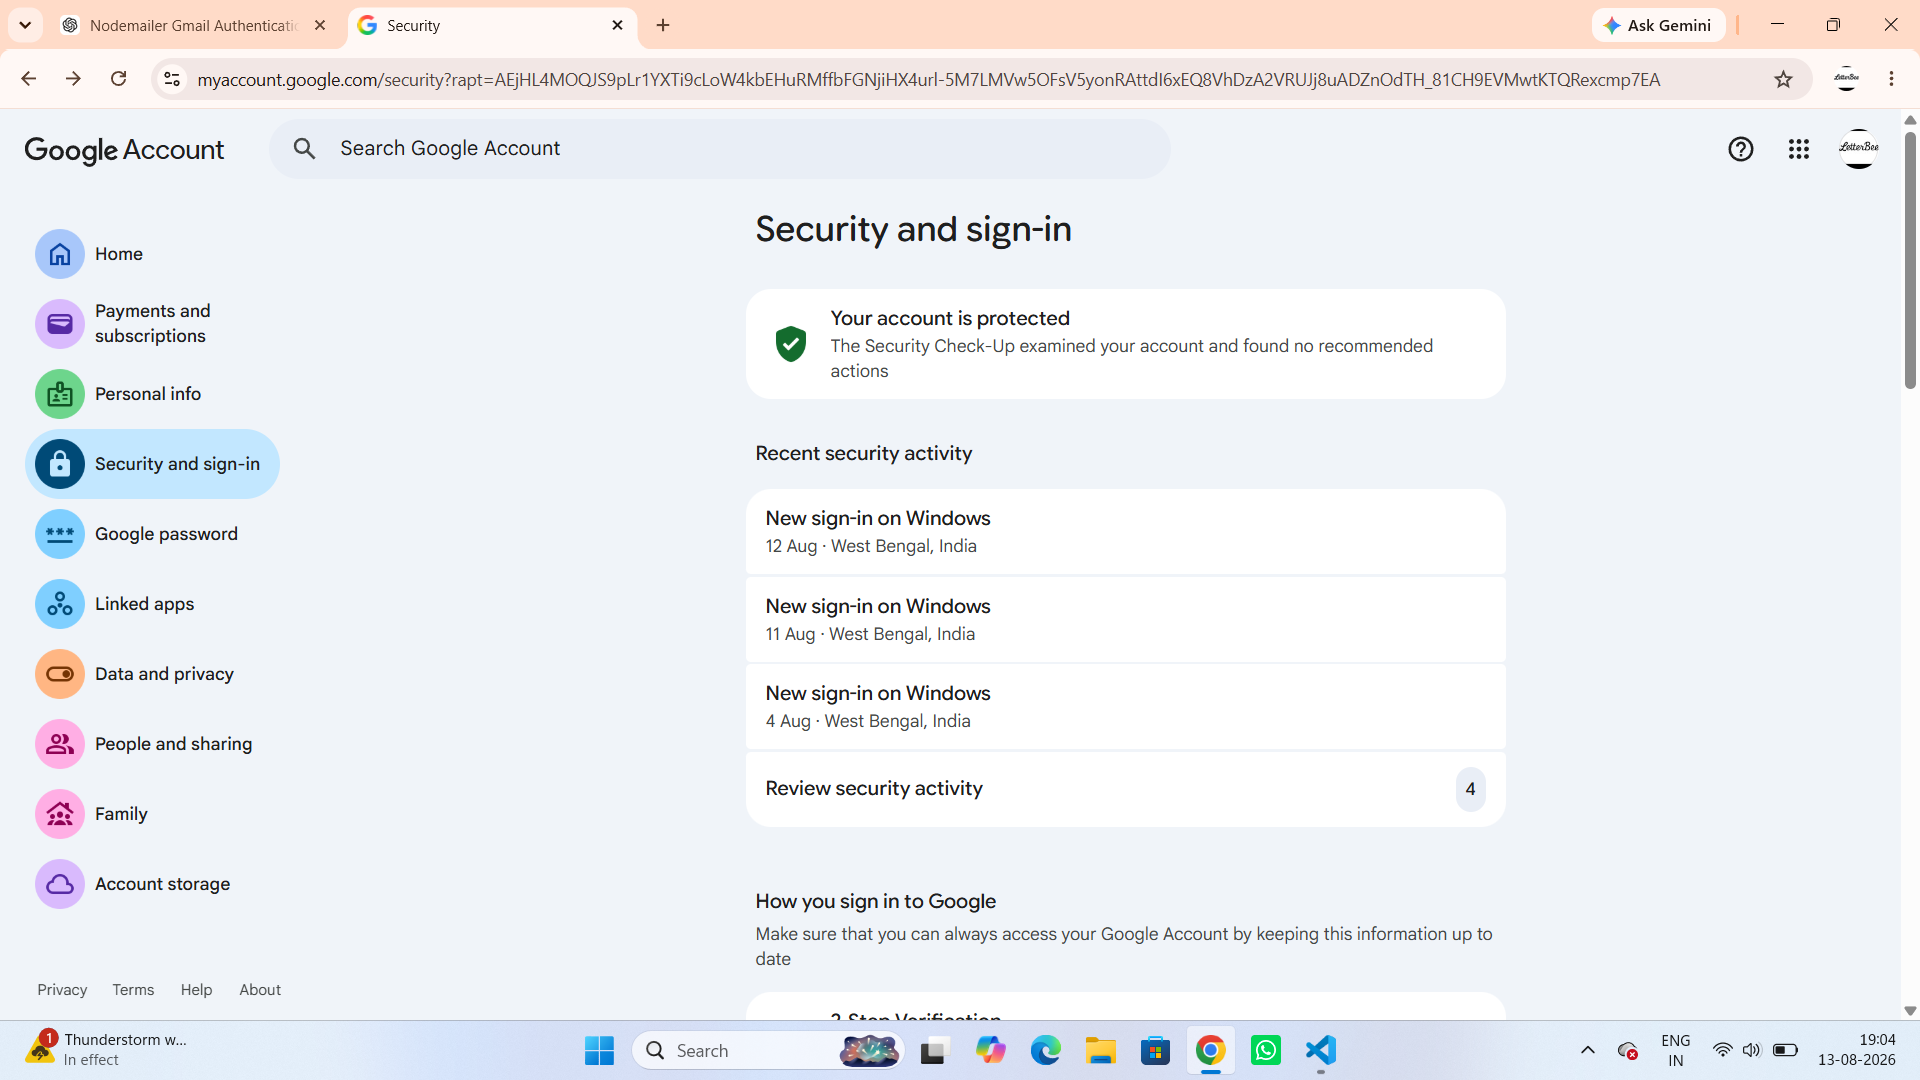 Nodemailer Gmail Authenticatio
Security
Ask Gemini
myaccount.google.com/security?rapt=AEjHL4MOQJS9pLr1YXTi9cLoW4kbEHuRMffbFGNjiHX4url-5M7LMVw5OFsV5yonRAttdI6xEQ8VhDzA2VRUJj8uADZnOdTH_81CH9EVMwtKTQRexcmp7EA
LetterBee
Google Account
Search Google Account
LetterBee
Home
Payments and
subscriptions
Personal info
Security and sign-in
Google password
Linked apps
Data and privacy
People and sharing
Family
Account storage
Privacy Terms Help About
Security and sign-in
Your account is protected
The Security Check-Up examined your account and found no recommended
actions
Recent security activity
New sign-in on Windows
12 Aug · West Bengal, India
New sign-in on Windows
11 Aug · West Bengal, India
New sign-in on Windows
4 Aug · West Bengal, India
Review security activity
4
How you sign in to Google
Make sure that you can always access your Google Account by keeping this information up to
date
2-Step Verification
1
Thunderstorm w...
In effect
Search
ENG
IN
19:04
13-08-2026